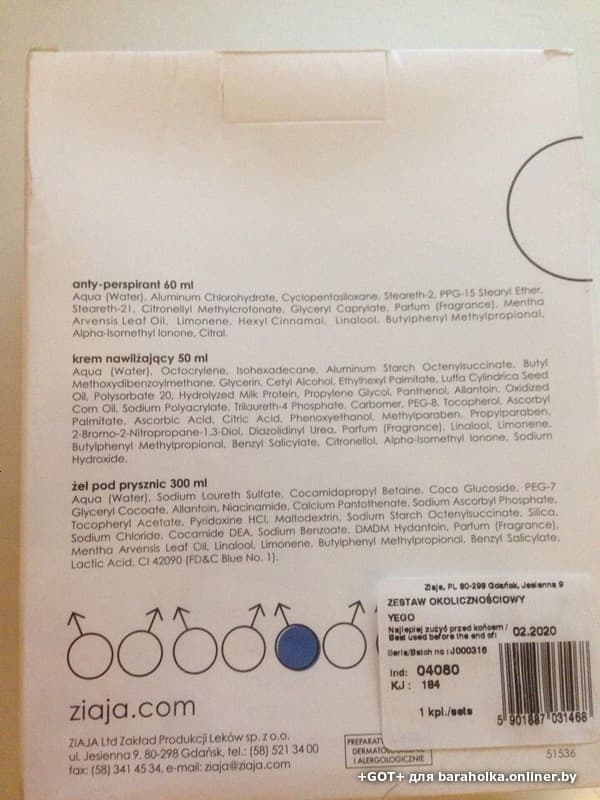 anty-perspirant 60 ml
Aqua (Water), Aluminum Chlorohydrate, Cyclopentasiloxane, Steareth-2, PPG-15 Stearyl Ether,
Steareth-21, Citronellyl Methylcrotonate, Glyceryl Caprylate, Parfum (Fragrance), Mentha
Arvensis Leaf Oil, Limonene, Hexyl Cinnamal, Linalool, Butylphenyl Methylpropional,
Alpha-Isomethyl Ionone, Citral.
krem nawilżający 50 ml
Aqua (Water), Octocrylene, Isohexadecane, Aluminum Starch Octenylsuccinate, Butyl
Methoxydibenzoylmethane, Glycerin, Cetyl Alcohol, Ethylhexyl Palmitate, Luffa Cylindrica Seed
Oil, Polysorbate 20, Hydrolyzed Milk Protein, Propylene Glycol, Panthenol, Allantoin, Oxidized
Corn Oil, Sodium Polyacrylate, Trilaureth-4 Phosphate, Carbomer, PEG-8, Tocopherol, Ascorbyl
Palmitate, Ascorbic Acid, Citric Acid, Phenoxyethanol, Methylparaben, Propylparaben,
2-Bromo-2-Nitropropane-1,3-Diol, Diazolidinyl Urea, Parfum (Fragrance), Linalool, Limonene,
Butylphenyl Methylpropional, Benzyl Salicylate, Citronellol, Alpha-Isomethyl Ionone, Sodium
Hydroxide.
żel pod prysznic 300 ml
Aqua (Water), Sodium Laureth Sulfate, Cocamidopropyl Betaine, Coco Glucoside, PEG-7
Glyceryl Cocoate, Allantoin, Niacinamide, Calcium Pantothenate, Sodium Ascorbyl Phosphate,
Tocopheryl Acetate, Pyridoxine HCl, Maltodextrin, Sodium Starch Octenylsuccinate, Silica,
Sodium Chloride, Cocamide DEA, Sodium Benzoate, DMDM Hydantoin, Parfum (Fragrance),
Mentha Arvensis Leaf Oil, Linalool, Limonene, Butylphenyl Methylpropional, Benzyl Salicylate,
Lactic Acid, CI 42090 (FD&C Blue No. 1).
Ziaja, PL 80-298 Gdańsk, Jesienna 9
ZESTAW OKOLICZNOŚCIOWY
YEGO
Najlepiej zużyć przed końcem /
Best used before the end of: 02.2020
Seria/Batch no : J000316
Ind: 04080
KJ : 184
1 kpl./sets
5 901887 031466
ziaja.com
ZIAJA Ltd Zakład Produkcji Leków sp. z o.o.
ul. Jesienna 9, 80-298 Gdańsk, tel.: (58) 521 34 00
fax: (58) 341 45 34, e-mail: ziaja@ziaja.com
I ALERGOLOGICZNIE
51536
+GOT+ для baraholka.onliner.by